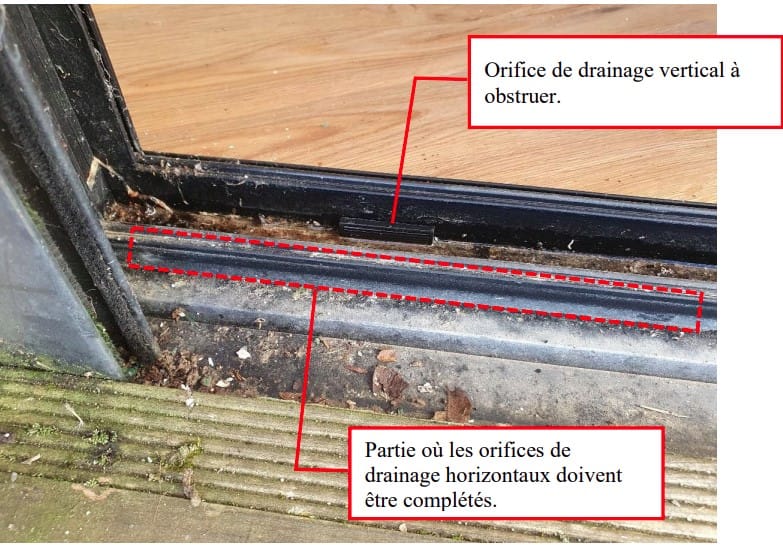 Orifice de drainage vertical à
obstruer.
Partie où les orifices de
drainage horizontaux doivent
être complétés.